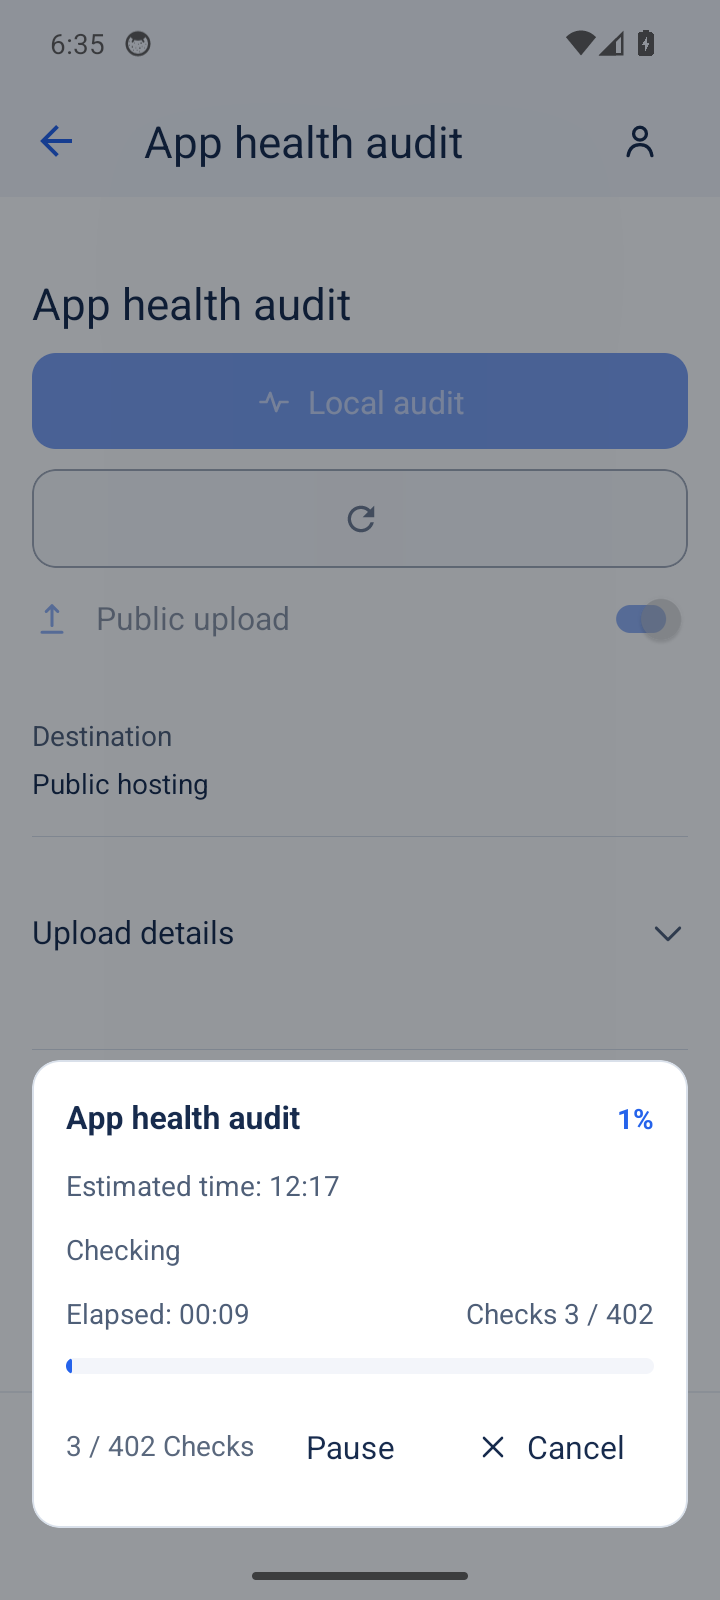 6:35
App health audit
App health audit
Local audit
Public upload
Destination
Public hosting
Upload details
App health audit 1%
Estimated time: 12:17
Checking
Elapsed: 00:09 Checks 3 / 402
3 / 402 Checks Pause Cancel